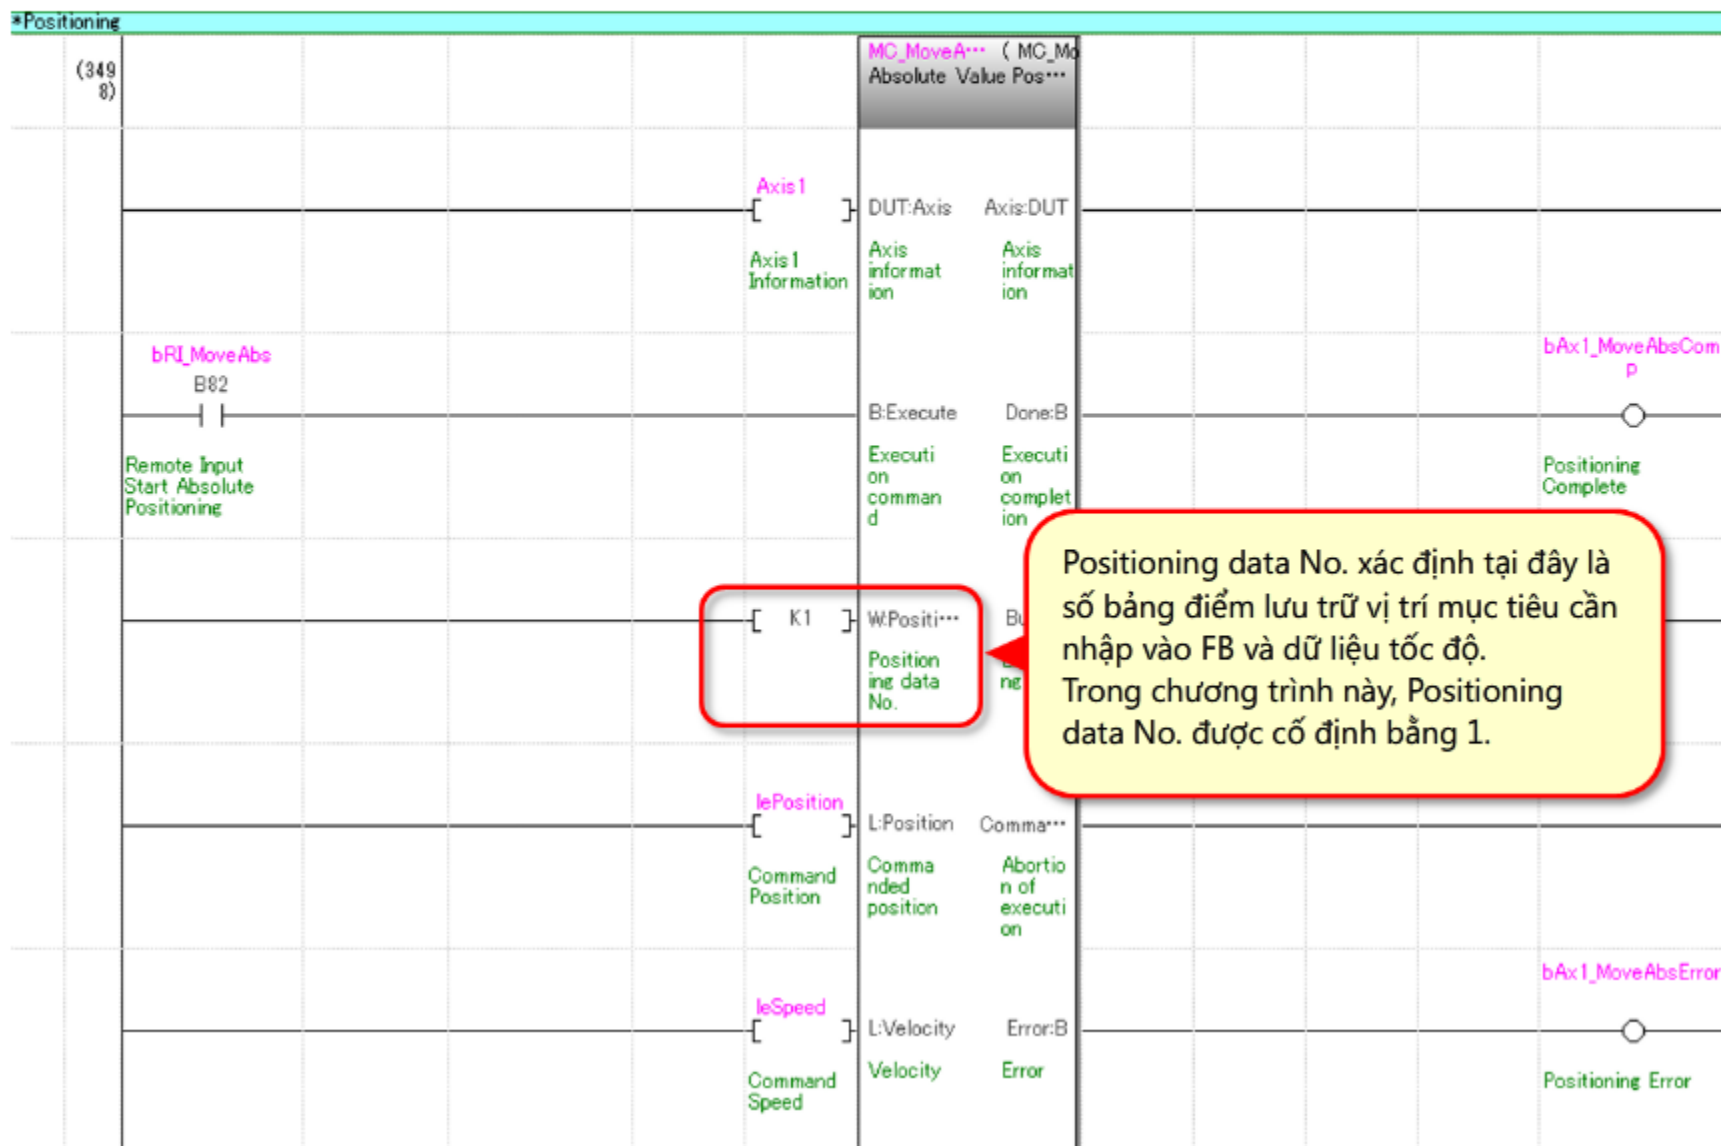 *Positioning
(349
8)
MC_MoveA… ( MC_Mo
Absolute Value Pos…
Axis1
DUT:Axis Axis:DUT
Axis1
Information
Axis
informat
ion
Axis
informat
ion
bRI_MoveAbs
B82
bAx1_MoveAbsCom
p
B:Execute Done:B
Remote Input
Start Absolute
Positioning
Executi
on
comman
d
Executi
on
complet
ion
Positioning
Complete
K1 W:Positi…
Position
ing data
No.
Positioning data No. xác định tại đây là
số bảng điểm lưu trữ vị trí mục tiêu cần
nhập vào FB và dữ liệu tốc độ.
Trong chương trình này, Positioning
data No. được cố định bằng 1.
lePosition
L:Position Comma…
Command
Position
Comma
nded
position
Abortio
n of
executi
on
bAx1_MoveAbsError
leSpeed
L:Velocity Error:B
Command
Speed
Velocity
Error
Positioning Error